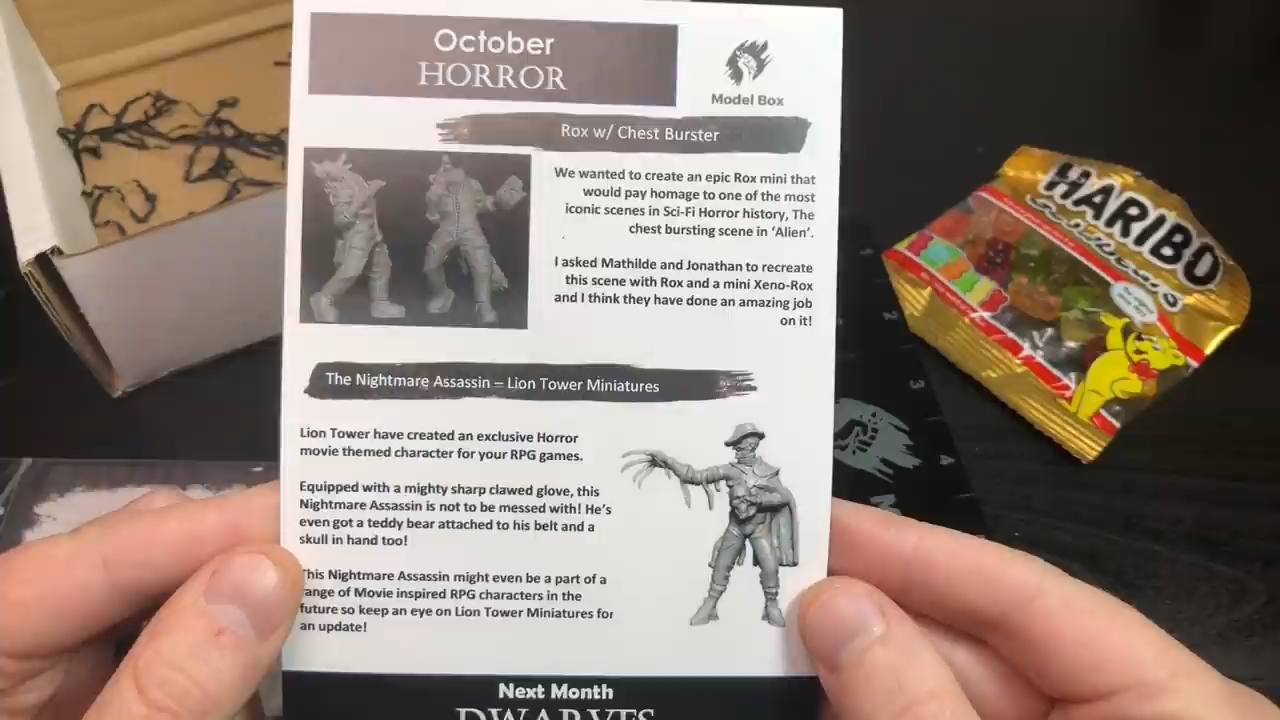 October
HORROR
Model Box
Rox w/ Chest Burster
We wanted to create an epic Rox mini that
would pay homage to one of the most
iconic scenes in Sci-Fi Horror history, The
chest bursting scene in ‘Alien’.
I asked Mathilde and Jonathan to recreate
this scene with Rox and a mini Xeno-Rox
and I think they have done an amazing job
on it!
The Nightmare Assassin – Lion Tower Miniatures
Lion Tower have created an exclusive Horror
movie themed character for your RPG games.
Equipped with a mighty sharp clawed glove, this
Nightmare Assassin is not to be messed with! He's
even got a teddy bear attached to his belt and a
skull in hand too!
This Nightmare Assassin might even be a part of a
range of Movie inspired RPG characters in the
future so keep an eye on Lion Tower Miniatures for
an update!
Next Month
DWARVES
HARIBO
2
3
4